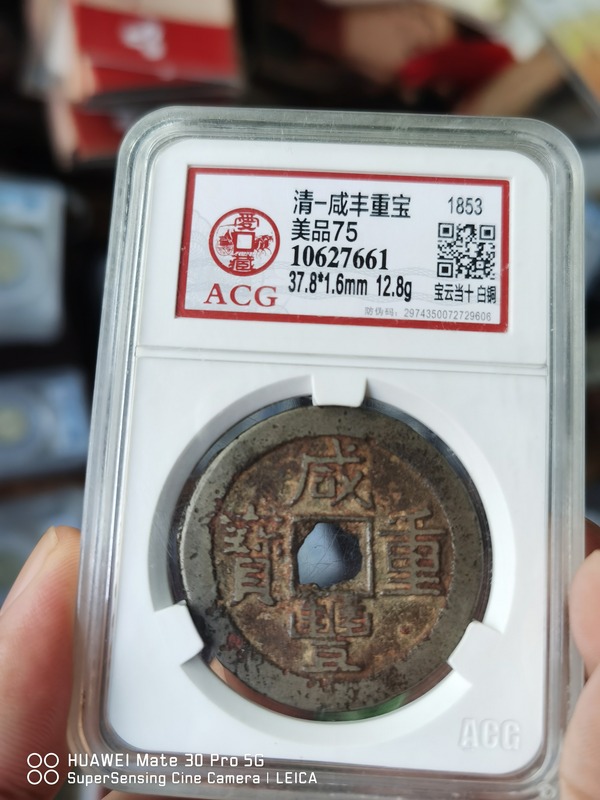 清-咸丰重宝
1853
美品75
10627661
37.8*1.6mm 12.8g
宝云当十 白铜
ACG
防伪码: 2974350072729606
咸
重
寶
豐
ACG
HUAWEI Mate 30 Pro 5G
SuperSensing Cine Camera | LEICA